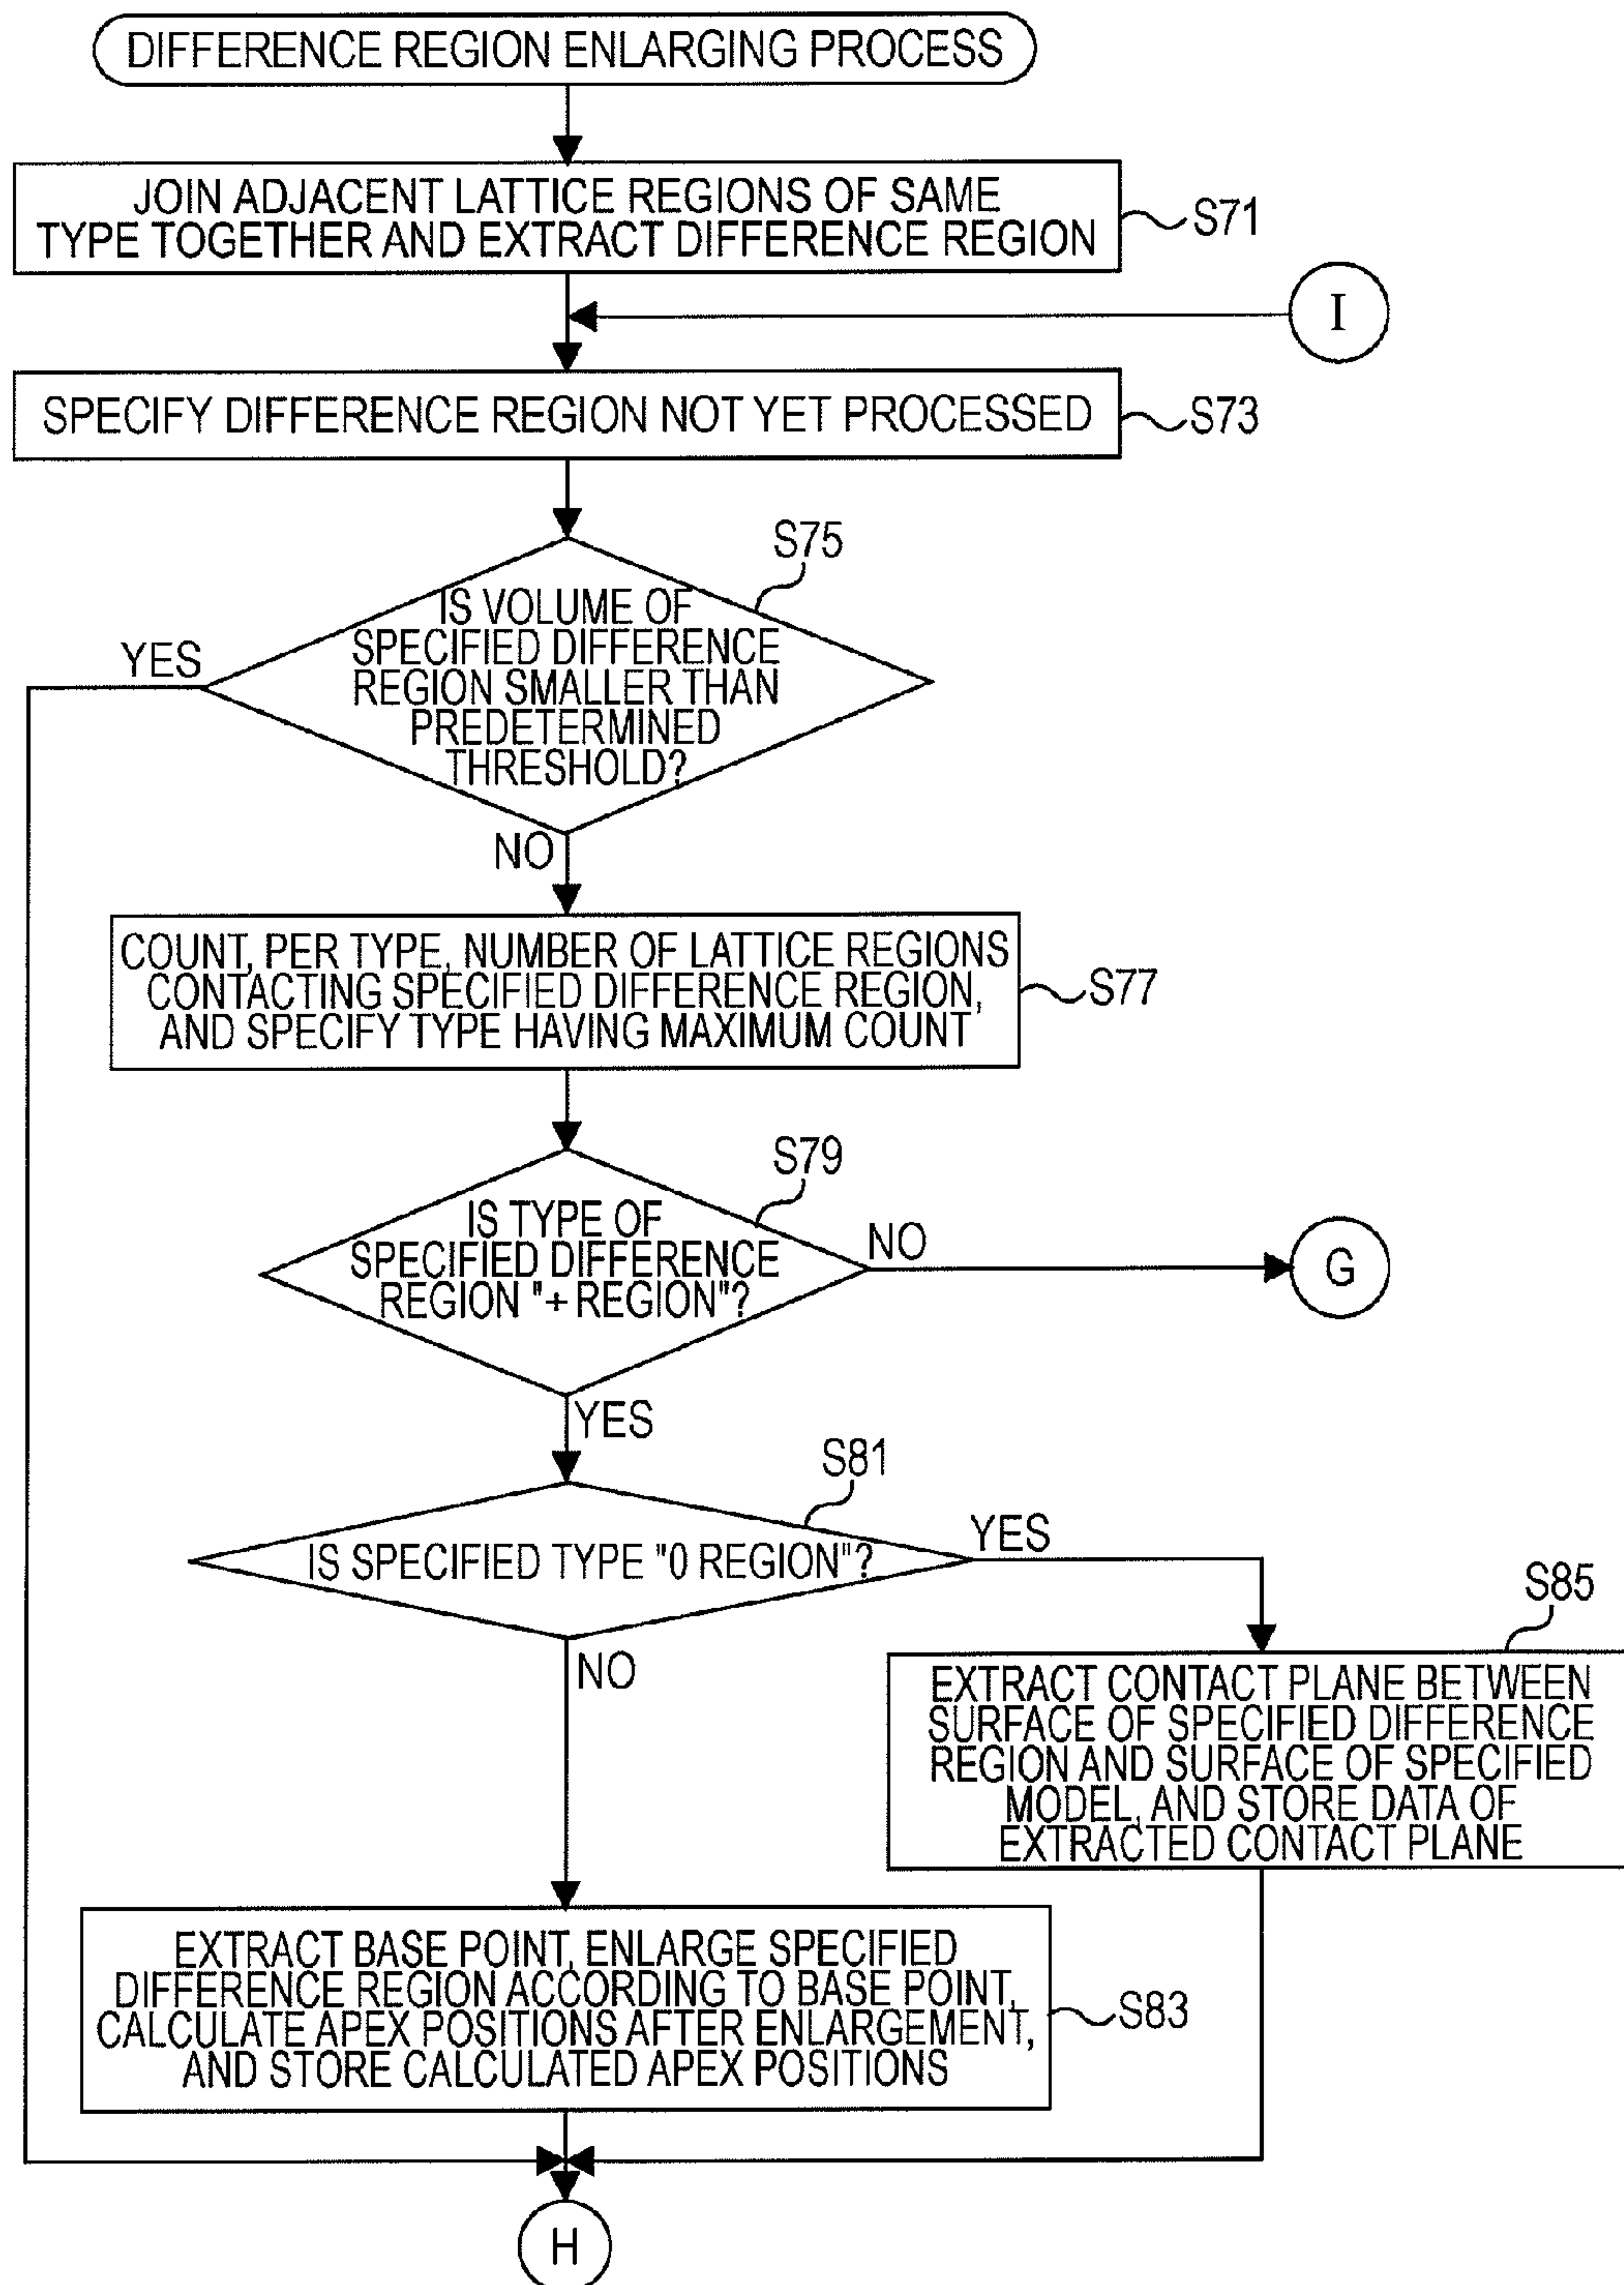 DIFFERENCE REGION ENLARGING PROCESS
JOIN ADJACENT LATTICE REGIONS OF SAME
TYPE TOGETHER AND EXTRACT DIFFERENCE REGION
S71
I
SPECIFY DIFFERENCE REGION NOT YET PROCESSED
S73
S75
IS VOLUME OF
SPECIFIED DIFFERENCE
REGION SMALLER THAN
PREDETERMINED
THRESHOLD?
YES
NO
COUNT, PER TYPE, NUMBER OF LATTICE REGIONS
CONTACTING SPECIFIED DIFFERENCE REGION,
AND SPECIFY TYPE HAVING MAXIMUM COUNT
S77
S79
IS TYPE OF
SPECIFIED DIFFERENCE
REGION "+ REGION"?
NO
G
YES
S81
IS SPECIFIED TYPE "0 REGION"?
YES
NO
S85
EXTRACT CONTACT PLANE BETWEEN
SURFACE OF SPECIFIED DIFFERENCE
REGION AND SURFACE OF SPECIFIED
MODEL, AND STORE DATA OF
EXTRACTED CONTACT PLANE
EXTRACT BASE POINT, ENLARGE SPECIFIED
DIFFERENCE REGION ACCORDING TO BASE POINT,
CALCULATE APEX POSITIONS AFTER ENLARGEMENT,
AND STORE CALCULATED APEX POSITIONS
S83
H